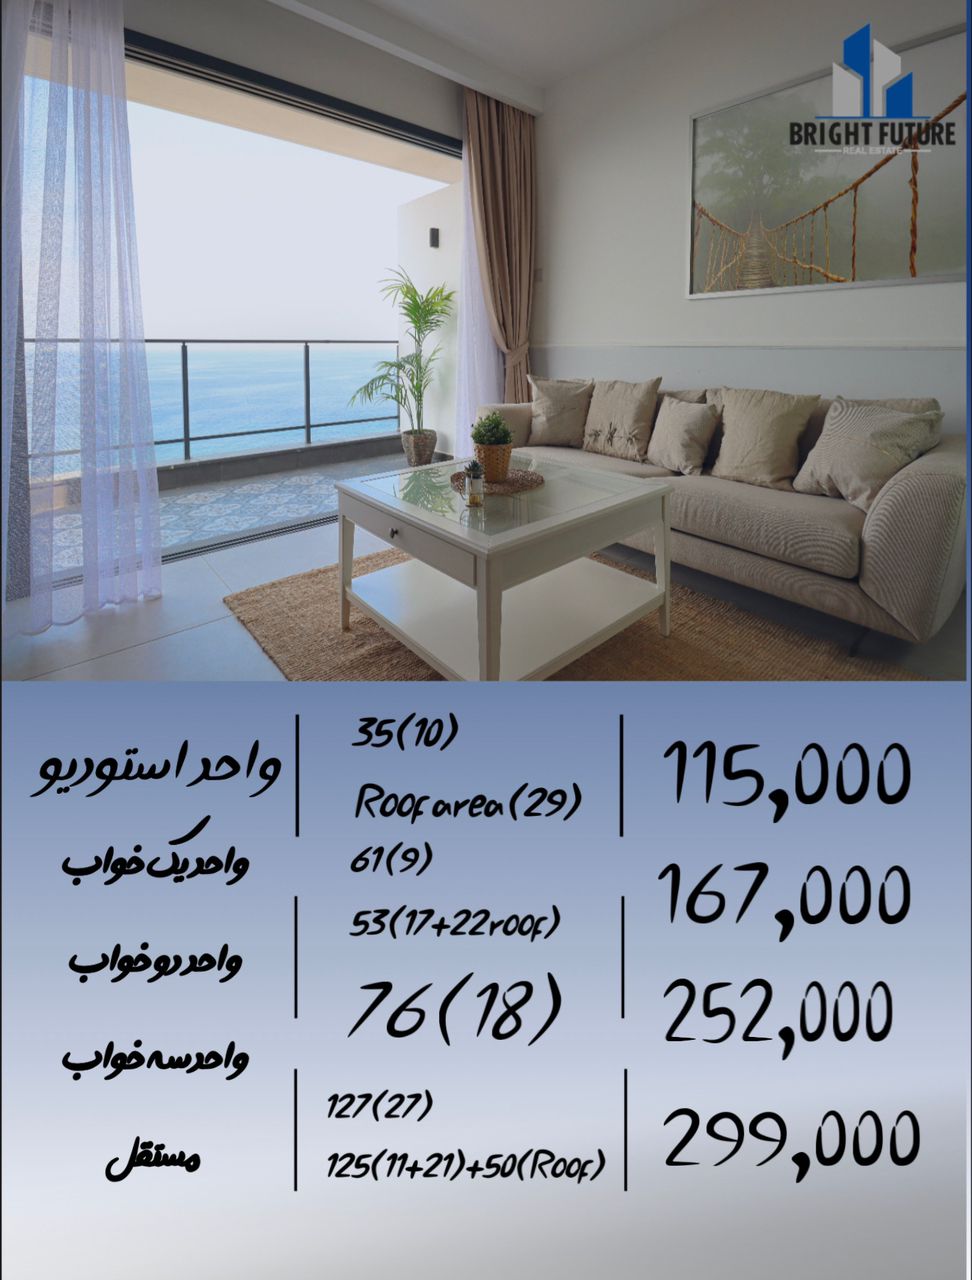 BRIGHT FUTURE
REAL ESTATE
واحد استودیو
35(10)
Roof area(29)
115,000
واحد یک خواب
61(9)
53(17+22roof)
167,000
واحد دو خواب
76(18)
252,000
واحد سه خواب
127(27)
299,000
مستقل
125(11+21)+50(Roof)